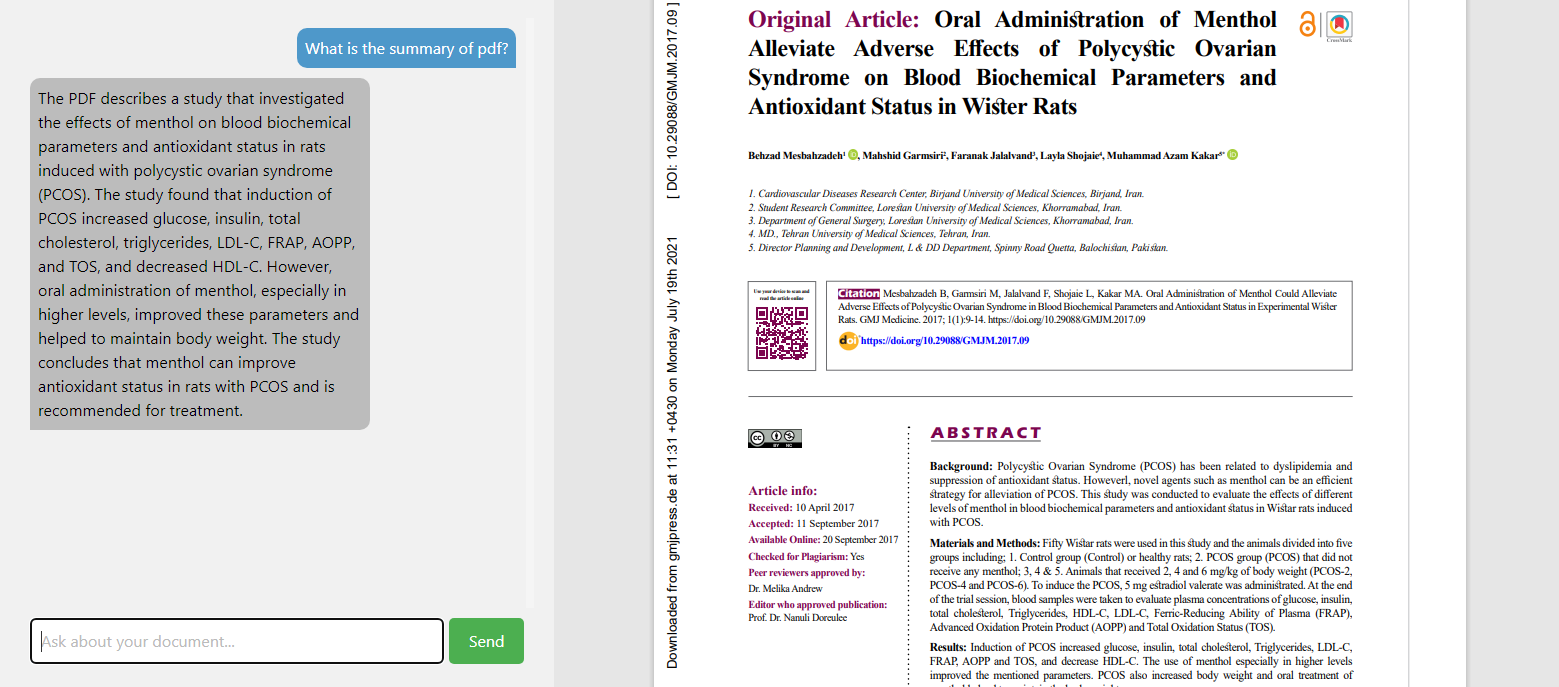 What is the summary of pdf?
The PDF describes a study that investigated
the effects of menthol on blood biochemical
parameters and antioxidant status in rats
induced with polycystic ovarian syndrome
(PCOS). The study found that induction of
PCOS increased glucose, insulin, total
cholesterol, triglycerides, LDL-C, FRAP, AOPP,
and TOS, and decreased HDL-C. However,
oral administration of menthol, especially in
higher levels, improved these parameters and
helped to maintain body weight. The study
concludes that menthol can improve
antioxidant status in rats with PCOS and is
recommended for treatment.
Ask about your document...
Send
[ DOI: 10.29088/GMJM.2017.09 ]
Downloaded from gmjpress.de at 11:31 +0430 on Monday July 19th 2021
Original Article: Oral Administration of Menthol
Alleviate Adverse Effects of Polycystic Ovarian
Syndrome on Blood Biochemical Parameters and
Antioxidant Status in Wister Rats
CrossMark
Behzad Mesbahzadeh¹ iD, Mahshid Garmsiri², Faranak Jalalvand³, Layla Shojaie⁴, Muhammad Azam Kakar⁵* iD
1. Cardiovascular Diseases Research Center, Birjand University of Medical Sciences, Birjand, Iran.
2. Student Research Committee, Lorestan University of Medical Sciences, Khorramabad, Iran.
3. Department of General Surgery, Lorestan University of Medical Sciences, Khorramabad, Iran.
4. MD., Tehran University of Medical Sciences, Tehran, Iran.
5. Director Planning and Development, L & DD Department, Spinny Road Quetta, Balochistan, Pakistan.
Use your device to scan and
read the article online
Citation Mesbahzadeh B, Garmsiri M, Jalalvand F, Shojaie L, Kakar MA. Oral Administration of Menthol Could Alleviate
Adverse Effects of Polycystic Ovarian Syndrome in Blood Biochemical Parameters and Antioxidant Status in Experimental Wister
Rats. GMJ Medicine. 2017; 1(1):9-14. https://doi.org/10.29088/GMJM.2017.09
doi https://doi.org/10.29088/GMJM.2017.09
cc BY NC
Article info:
Received: 10 April 2017
Accepted: 11 September 2017
Available Online: 20 September 2017
Checked for Plagiarism: Yes
Peer reviewers approved by:
Dr. Melika Andrew
Editor who approved publication:
Prof. Dr. Nanuli Doreulee
ABSTRACT
Background: Polycystic Ovarian Syndrome (PCOS) has been related to dyslipidemia and
suppression of antioxidant status. Howeverl, novel agents such as menthol can be an efficient
strategy for alleviation of PCOS. This study was conducted to evaluate the effects of different
levels of menthol in blood biochemical parameters and antioxidant status in Wistar rats induced
with PCOS.
Materials and Methods: Fifty Wistar rats were used in this study and the animals divided into five
groups including; 1. Control group (Control) or healthy rats; 2. PCOS group (PCOS) that did not
receive any menthol; 3, 4 & 5. Animals that received 2, 4 and 6 mg/kg of body weight (PCOS-2,
PCOS-4 and PCOS-6). To induce the PCOS, 5 mg estradiol valerate was administrated. At the end
of the trial session, blood samples were taken to evaluate plasma concentrations of glucose, insulin,
total cholesterol, Triglycerides, HDL-C, LDL-C, Ferric-Reducing Ability of Plasma (FRAP),
Advanced Oxidation Protein Product (AOPP) and Total Oxidation Status (TOS).
Results: Induction of PCOS increased glucose, insulin, total cholesterol, Triglycerides, LDL-C,
FRAP, AOPP and TOS, and decrease HDL-C. The use of menthol especially in higher levels
improved the mentioned parameters. PCOS also increased body weight and oral treatment of